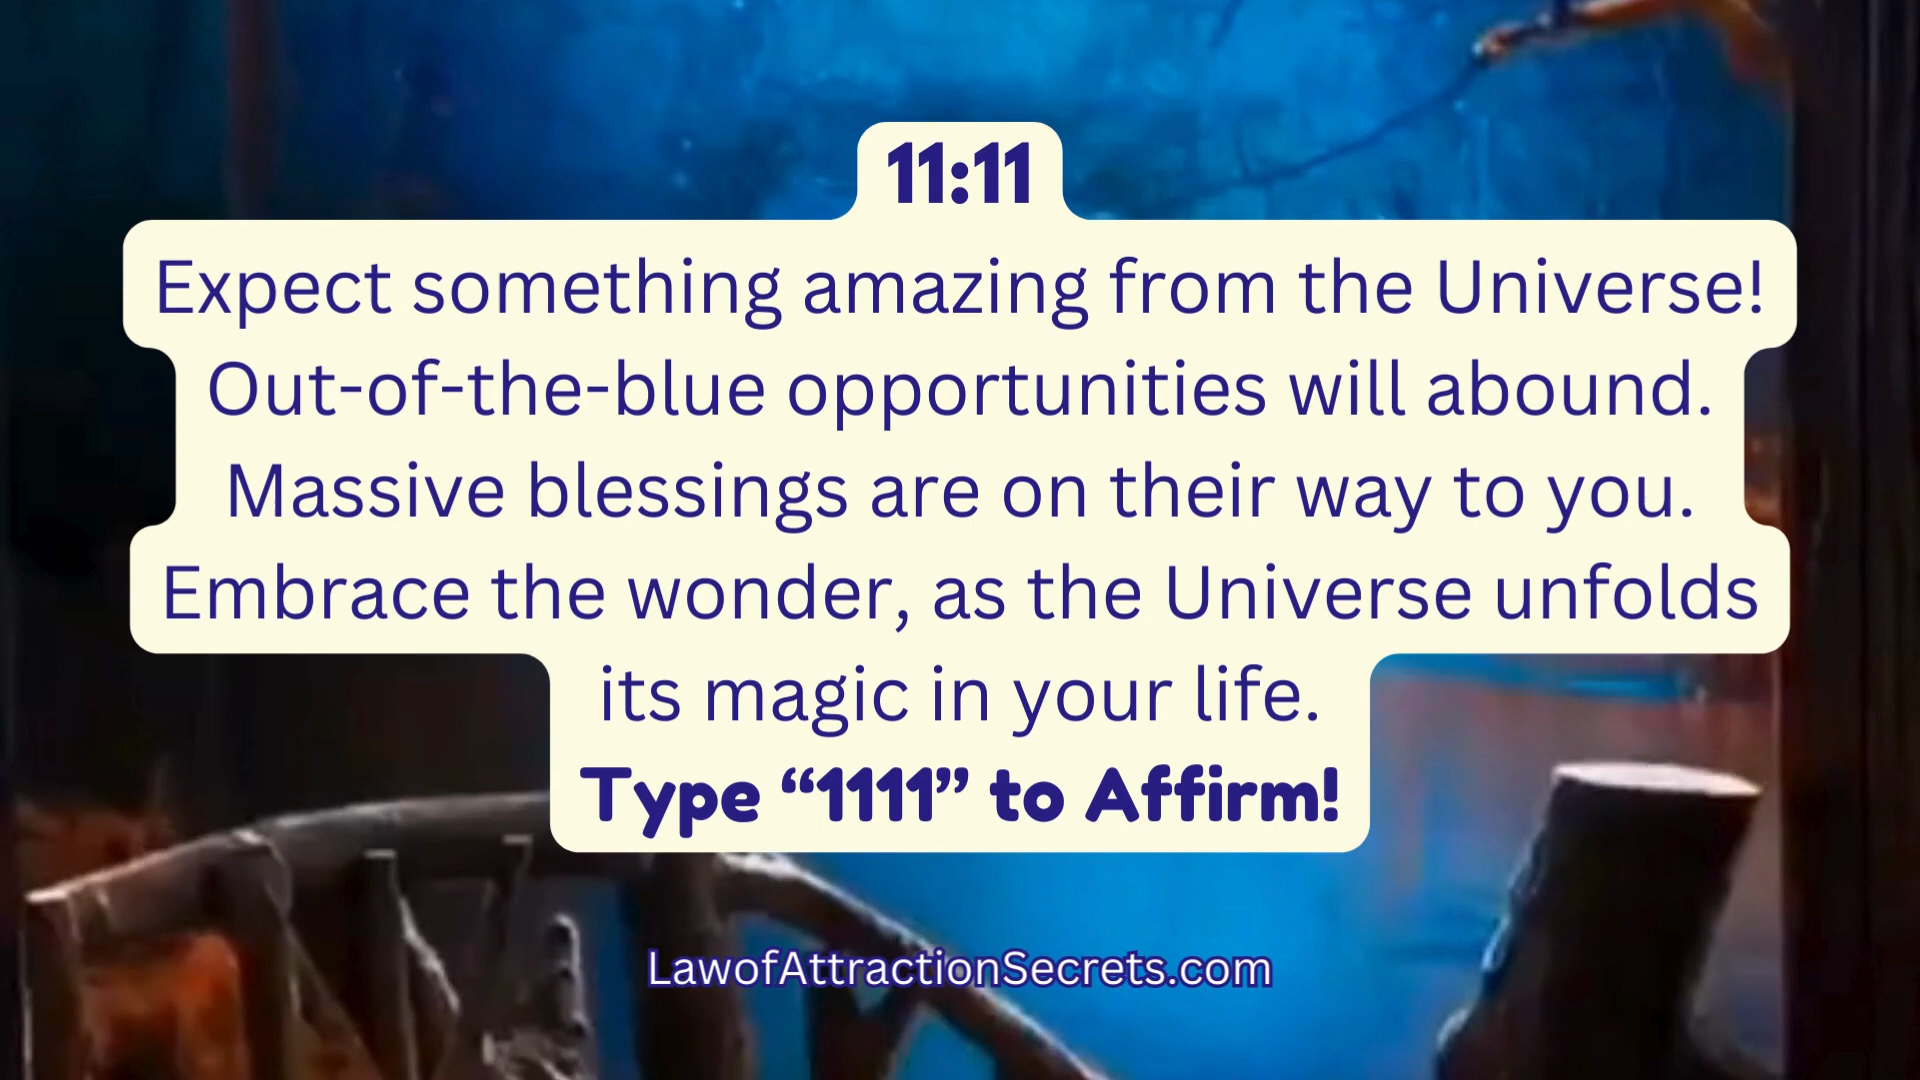 11:11
Expect something amazing from the Universe!
Out-of-the-blue opportunities will abound.
Massive blessings are on their way to you.
Embrace the wonder, as the Universe unfolds
its magic in your life.
Type “1111” to Affirm!
LawofAttractionSecrets.com